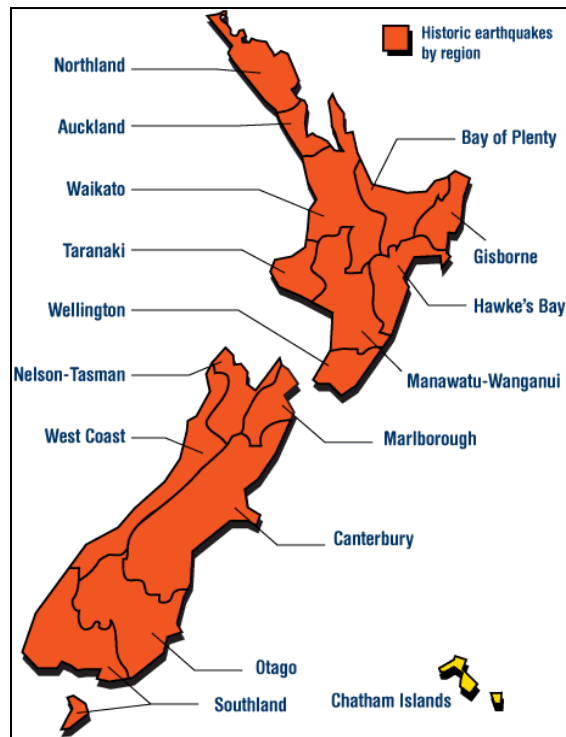 Historic earthquakes
by region
Northland
Auckland
Bay of Plenty
Waikato
Taranaki
Gisborne
Wellington
Hawke's Bay
Nelson-Tasman
Manawatu-Wanganui
West Coast
Marlborough
Canterbury
Otago
Southland
Chatham Islands